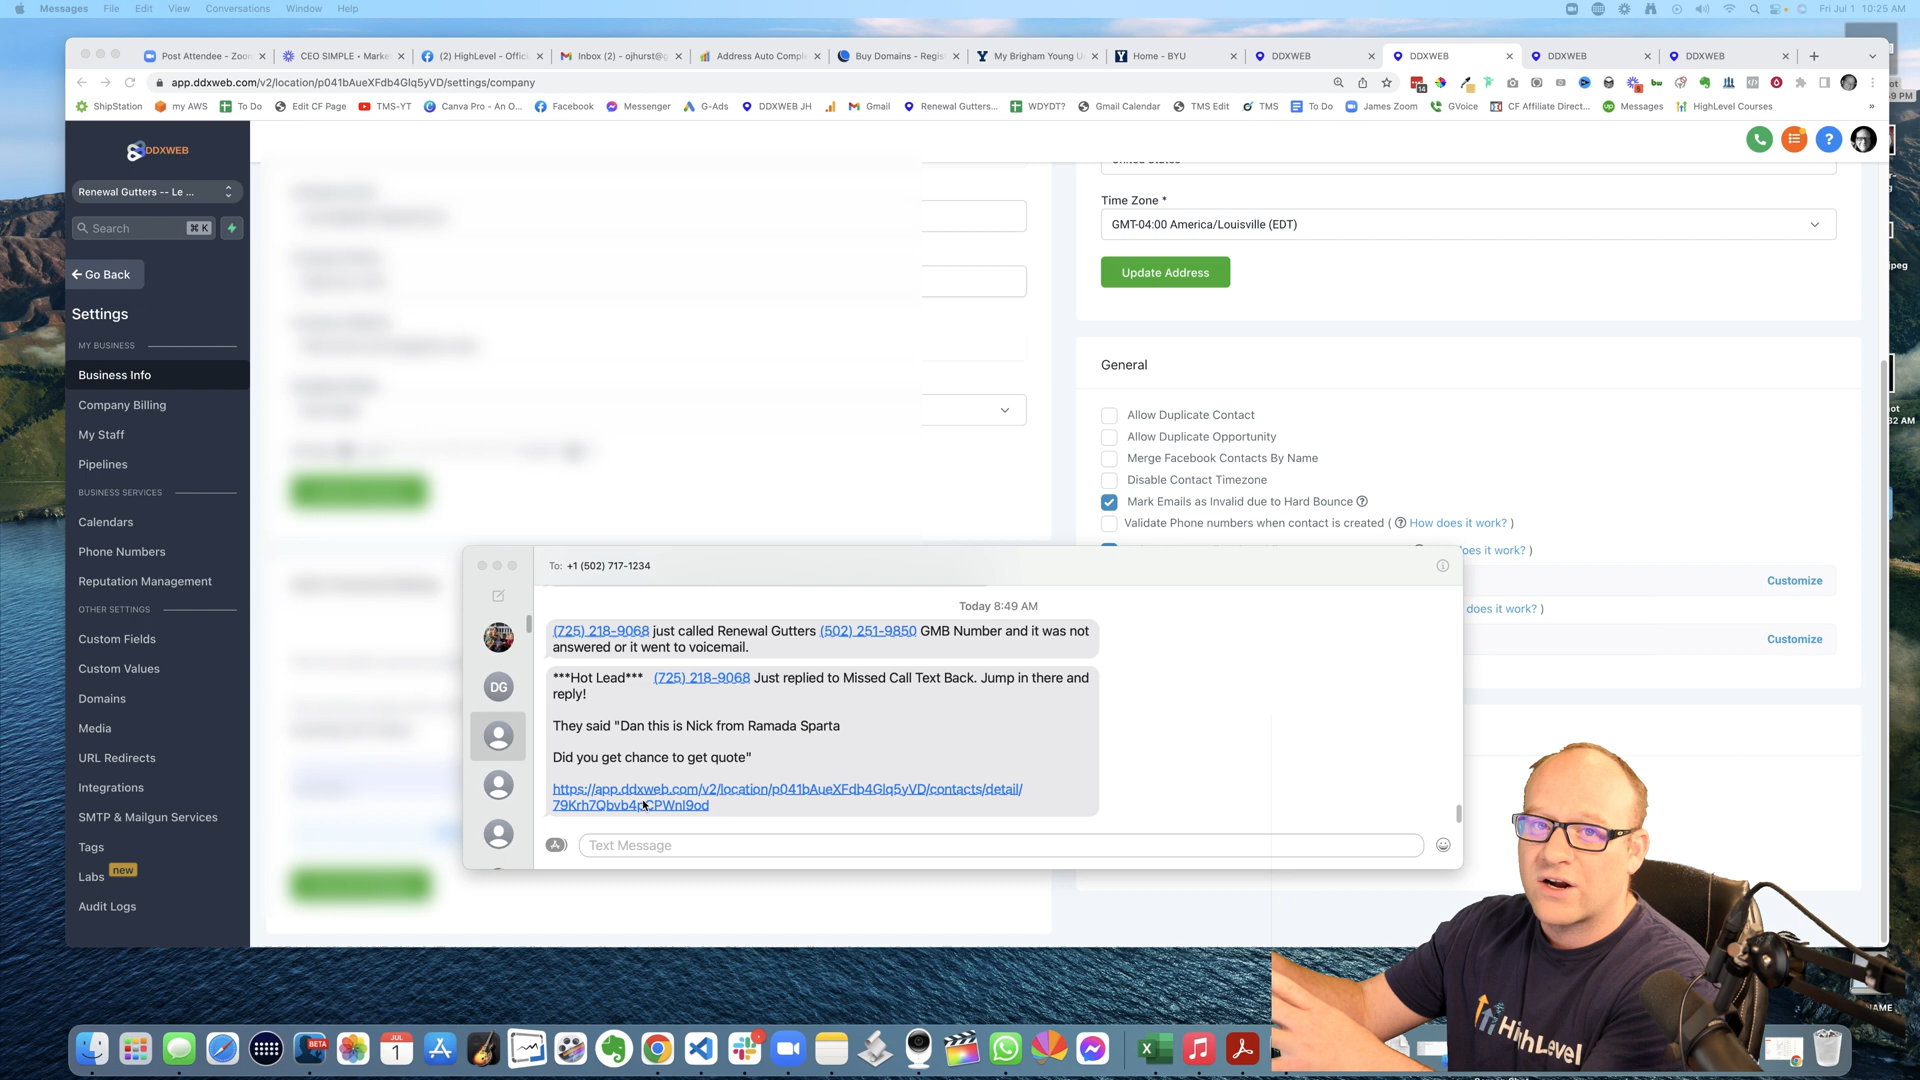 Messages File Edit View Conversations Window Help
Fri Jul 1 10:25 AM
Post Attendee - Zoom
CEO SIMPLE • Marke
(2) HighLevel - Offici
Inbox (2) - ojhurst@g
Address Auto Comple
Buy Domains - Regis
My Brigham Young U
Home - BYU
DDXWEB
DDXWEB
DDXWEB
DDXWEB
app.ddxweb.com/v2/location/p041bAueXFdb4Glq5yVD/settings/company
ShipStation my AWS To Do Edit CF Page TMS-YT Canva Pro - An O... Facebook Messenger G-Ads DDXWEB JH Gmail Renewal Gutters... WDYDT? Gmail Calendar TMS Edit TMS To Do James Zoom GVoice CF Affiliate Direct... Messages HighLevel Courses
DDXWEB
Renewal Gutters -- Le ...
Search ⌘ K
Go Back
Settings
MY BUSINESS
Business Info
Company Billing
My Staff
Pipelines
BUSINESS SERVICES
Calendars
Phone Numbers
Reputation Management
OTHER SETTINGS
Custom Fields
Custom Values
Domains
Media
URL Redirects
Integrations
SMTP & Mailgun Services
Tags
Labs new
Audit Logs
Time Zone *
GMT-04:00 America/Louisville (EDT)
Update Address
General
Allow Duplicate Contact
Allow Duplicate Opportunity
Merge Facebook Contacts By Name
Disable Contact Timezone
Mark Emails as Invalid due to Hard Bounce
Validate Phone numbers when contact is created ( How does it work? )
oes it work? )
Customize
does it work? )
Customize
To: +1 (502) 717-1234
Today 8:49 AM
(725) 218-9068 just called Renewal Gutters (502) 251-9850 GMB Number and it was not
answered or it went to voicemail.
***Hot Lead*** (725) 218-9068 Just replied to Missed Call Text Back. Jump in there and
reply!
They said "Dan this is Nick from Ramada Sparta
Did you get chance to get quote"
https://app.ddxweb.com/v2/location/p041bAueXFdb4Glq5yVD/contacts/detail/
79Krh7Qbvb4pCPWnl9od
Text Message
DG
HIGHLEVEL
JUL
1
BETA